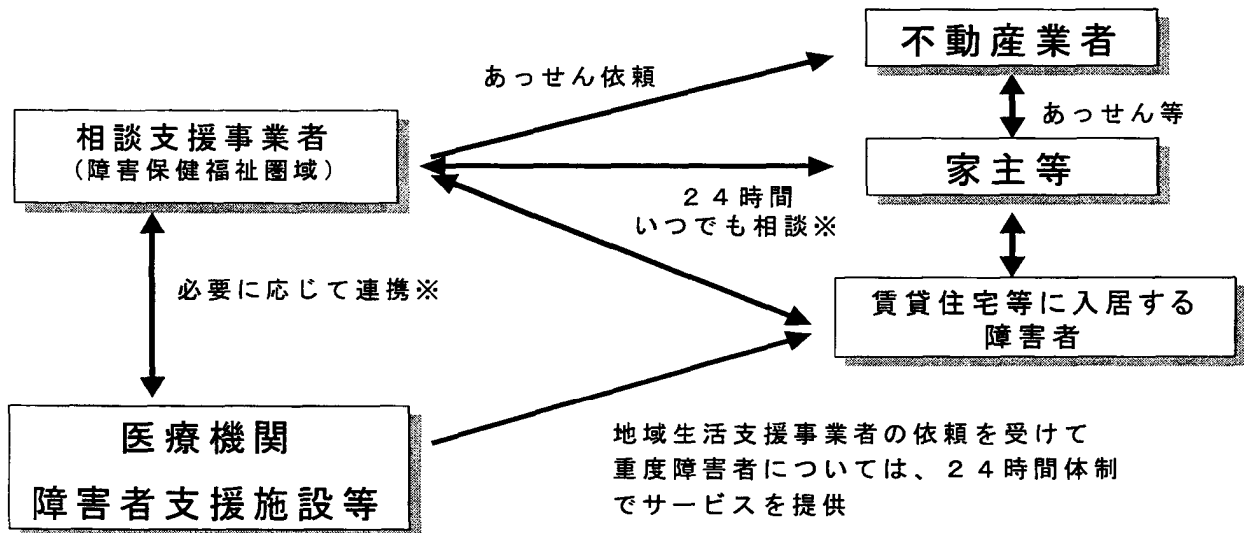 不動産業者
あっせん依頼
あっせん等
相談支援事業者
（障害保健福祉圏域）
家主等
２４時間
いつでも相談※
必要に応じて連携※
賃貸住宅等に入居する
障害者
医療機関
障害者支援施設等
地域生活支援事業者の依頼を受けて
重度障害者については、２４時間体制
でサービスを提供